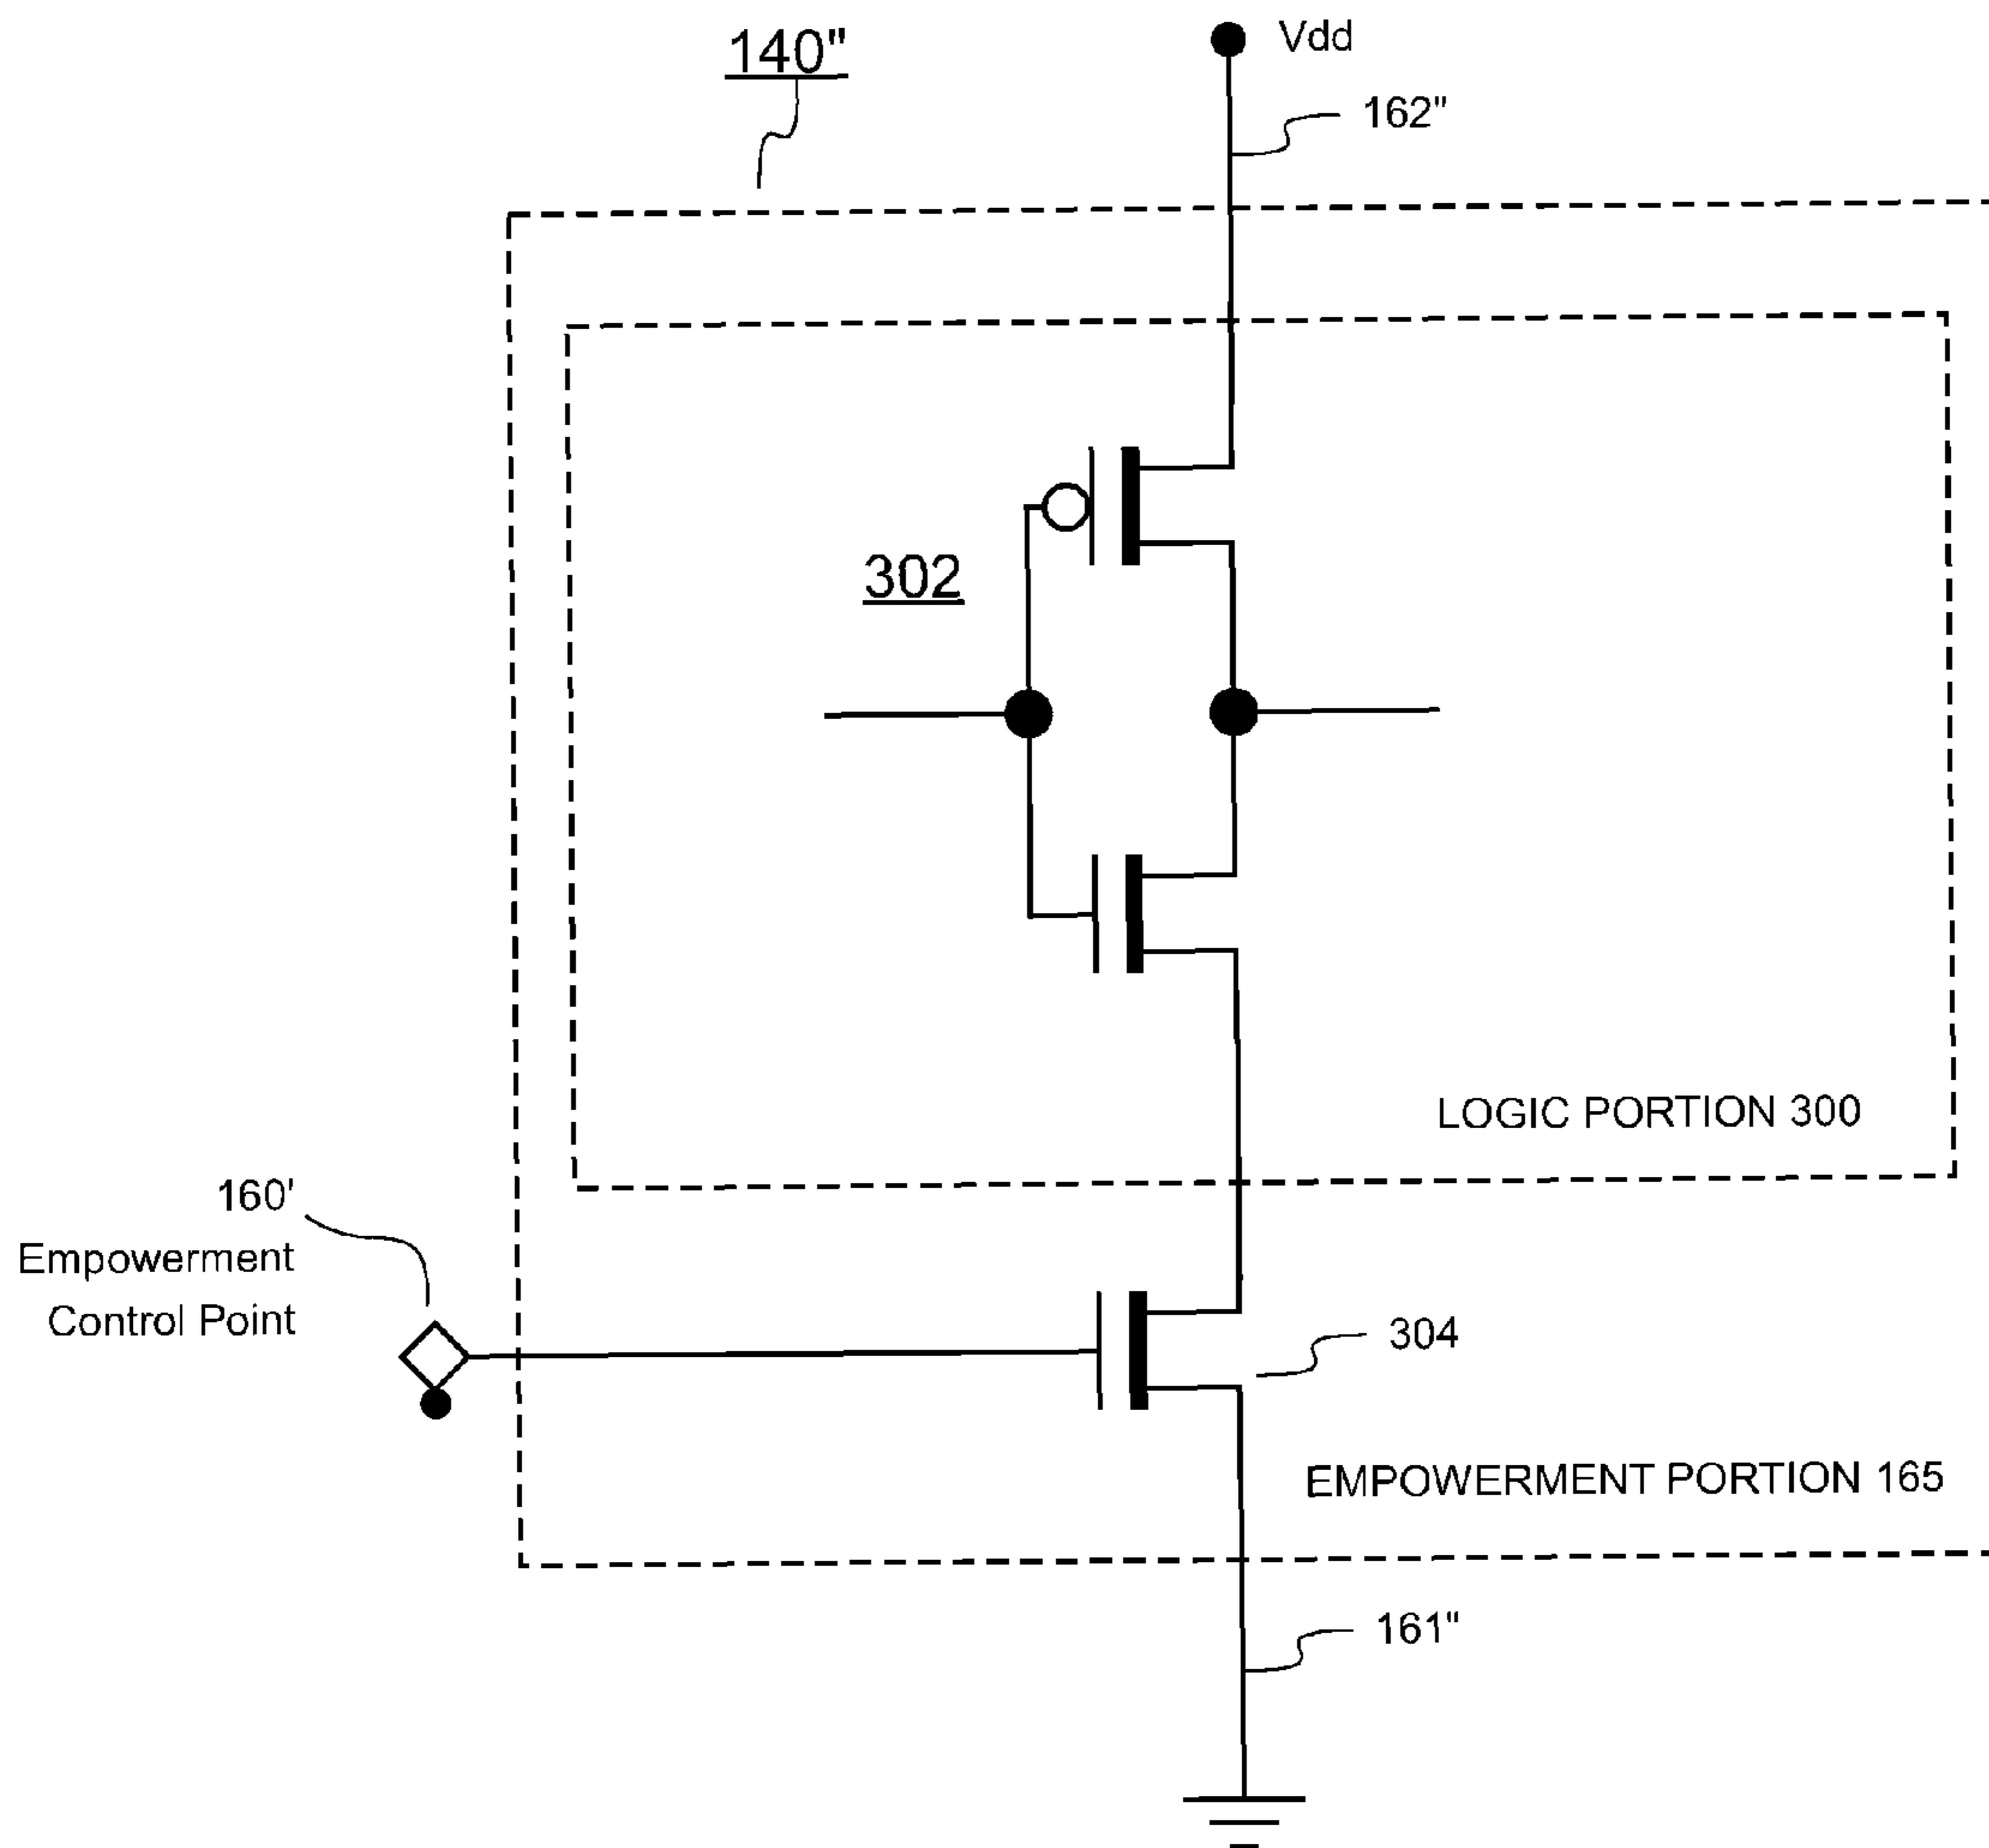 140"
Vdd
162"
302
LOGIC PORTION 300
160'
Empowerment
Control Point
304
EMPOWERMENT PORTION 165
161"